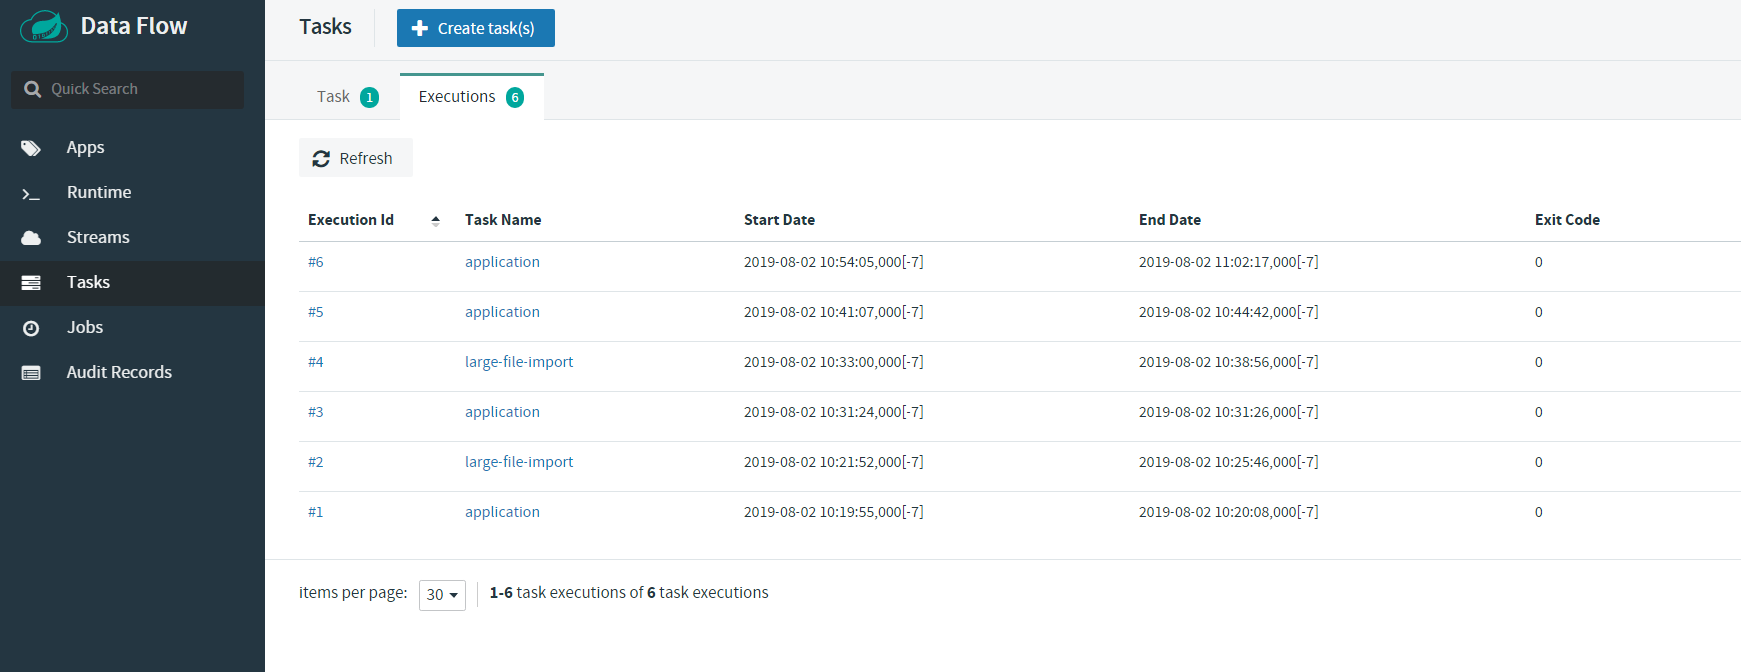 Data Flow
Quick Search
Apps
Runtime
Streams
Tasks
Jobs
Audit Records
Tasks
Create task(s)
Task 1 Executions 6
Refresh
Execution Id Task Name Start Date End Date Exit Code
#6 application 2019-08-02 10:54:05,000[-7] 2019-08-02 11:02:17,000[-7] 0
#5 application 2019-08-02 10:41:07,000[-7] 2019-08-02 10:44:42,000[-7] 0
#4 large-file-import 2019-08-02 10:33:00,000[-7] 2019-08-02 10:38:56,000[-7] 0
#3 application 2019-08-02 10:31:24,000[-7] 2019-08-02 10:31:26,000[-7] 0
#2 large-file-import 2019-08-02 10:21:52,000[-7] 2019-08-02 10:25:46,000[-7] 0
#1 application 2019-08-02 10:19:55,000[-7] 2019-08-02 10:20:08,000[-7] 0
items per page: 30 1-6 task executions of 6 task executions